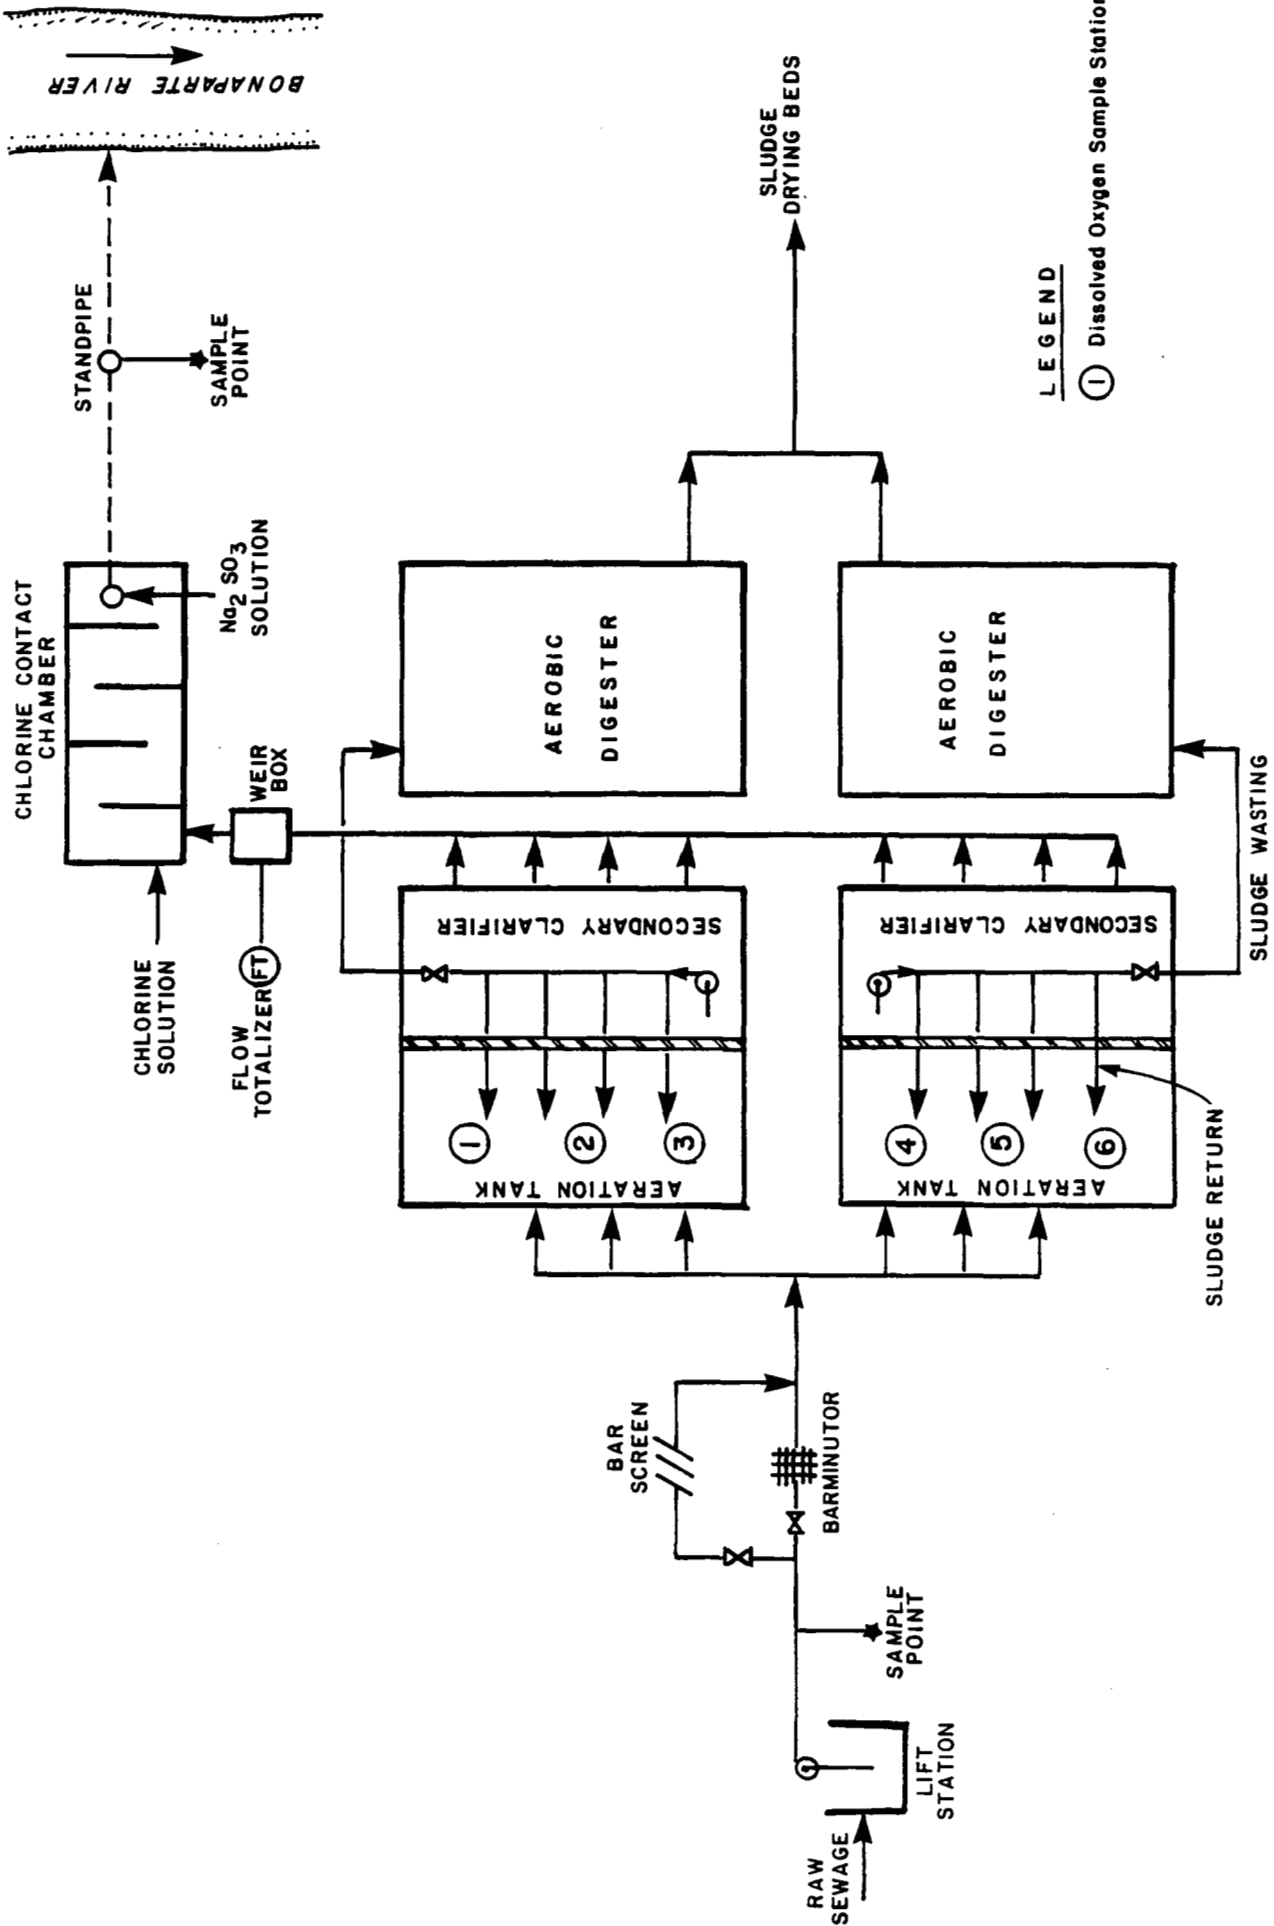 BONAPARTE RIVER
STANDPIPE
SAMPLE
POINT
CHLORINE CONTACT
CHAMBER
Na2 SO3
SOLUTION
WEIR
BOX
CHLORINE
SOLUTION
FLOW
TOTALIZER
FT
SLUDGE
DRYING BEDS
AEROBIC
DIGESTER
AEROBIC
DIGESTER
SECONDARY CLARIFIER
SECONDARY CLARIFIER
SLUDGE WASTING
1
2
3
AERATION TANK
4
5
6
AERATION TANK
SLUDGE RETURN
BAR
SCREEN
BARMINUTOR
SAMPLE
POINT
LIFT
STATION
RAW
SEWAGE
LEGEND
1 Dissolved Oxygen Sample Station